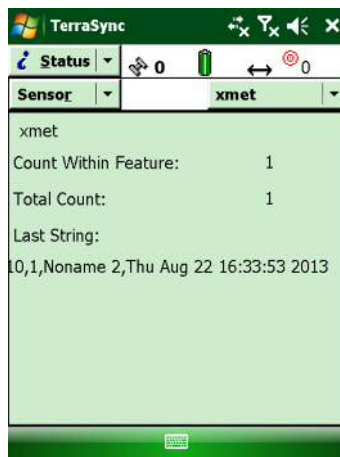 TerraSync
Status 0 0
Sensor xmet
xmet
Count Within Feature: 1
Total Count: 1
Last String:
10,1,Noname 2,Thu Aug 22 16:33:53 2013